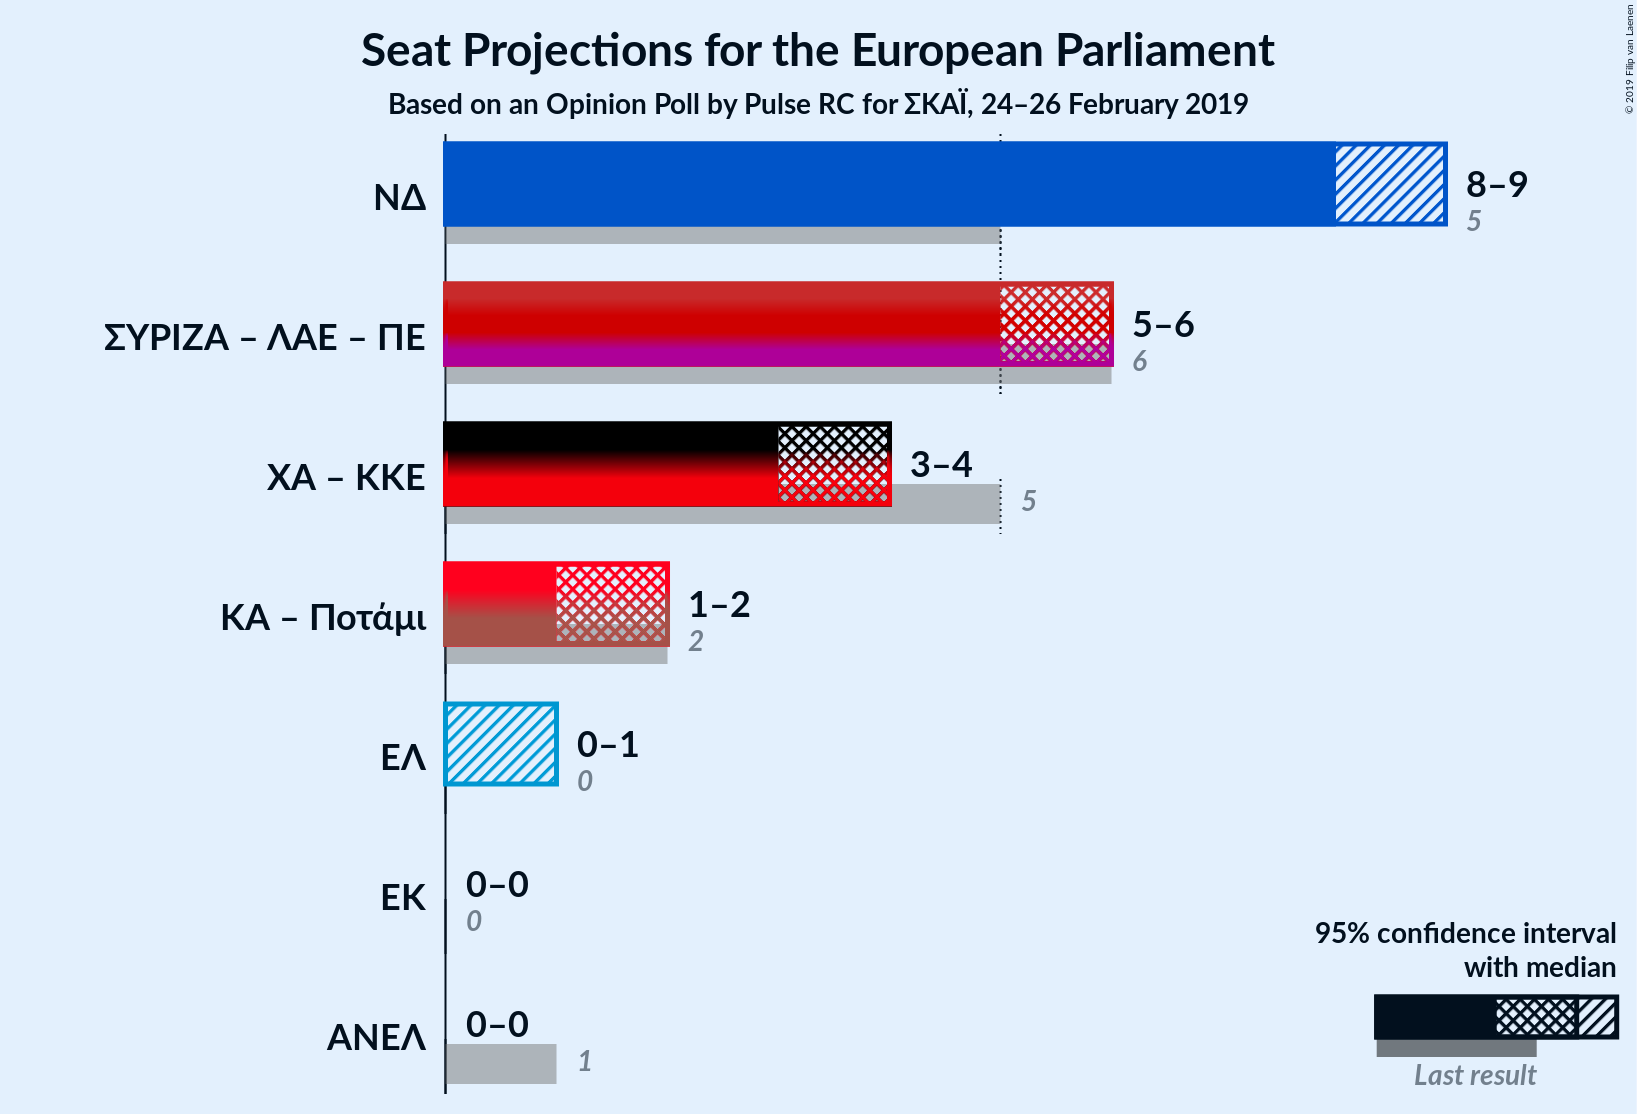 Seat Projections for the European Parliament
Based on an Opinion Poll by Pulse RC for ΣΚΑΪ, 24–26 February 2019
© 2019 Filip van Laenen
ΝΔ
8–9
5
ΣΥΡΙΖΑ – ΛΑΕ – ΠΕ
5–6
6
ΧΑ – ΚΚΕ
3–4
5
ΚΑ – Ποτάμι
1–2
2
ΕΛ
0–1
0
ΕΚ
0–0
0
ΑΝΕΛ
0–0
1
95% confidence interval
with median
Last result